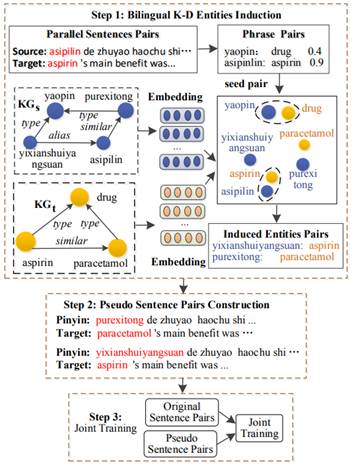 Step 1: Bilingual K-D Entities Induction
Parallel Sentences Pairs
Source: asipilin de zhuyao haochu shi…
Target: aspirin's main benefit was...
Phrase Pairs
yaopin: drug 0.4
asipinlin: aspirin 0.9
seed pair
KGs
yaopin
purexitong
type
type
similar
alias
yixianshuiya
ngsuan
asipilin
Embedding
...
...
yaopin
drug
yixianshuiy
angsuan
paracetamol
aspirin
asipilin
purexi
tong
KGt
drug
type
type
similar
aspirin
paracetamol
Embedding
Induced Entities Pairs
yixianshuiyangsuan: aspirin
purexitong: paracetamol
Step 2: Pseudo Sentence Pairs Construction
Pinyin: purexitong de zhuyao haochu shi ...
Target: paracetamol's main benefit was …
Pinyin: yixianshuiyangsuan de zhuyao haochu shi …
Target: aspirin 's main benefit was ...
Step 3:
Joint Training
Original
Sentence Pairs
Pseudo
Sentence Pairs
Joint
Training